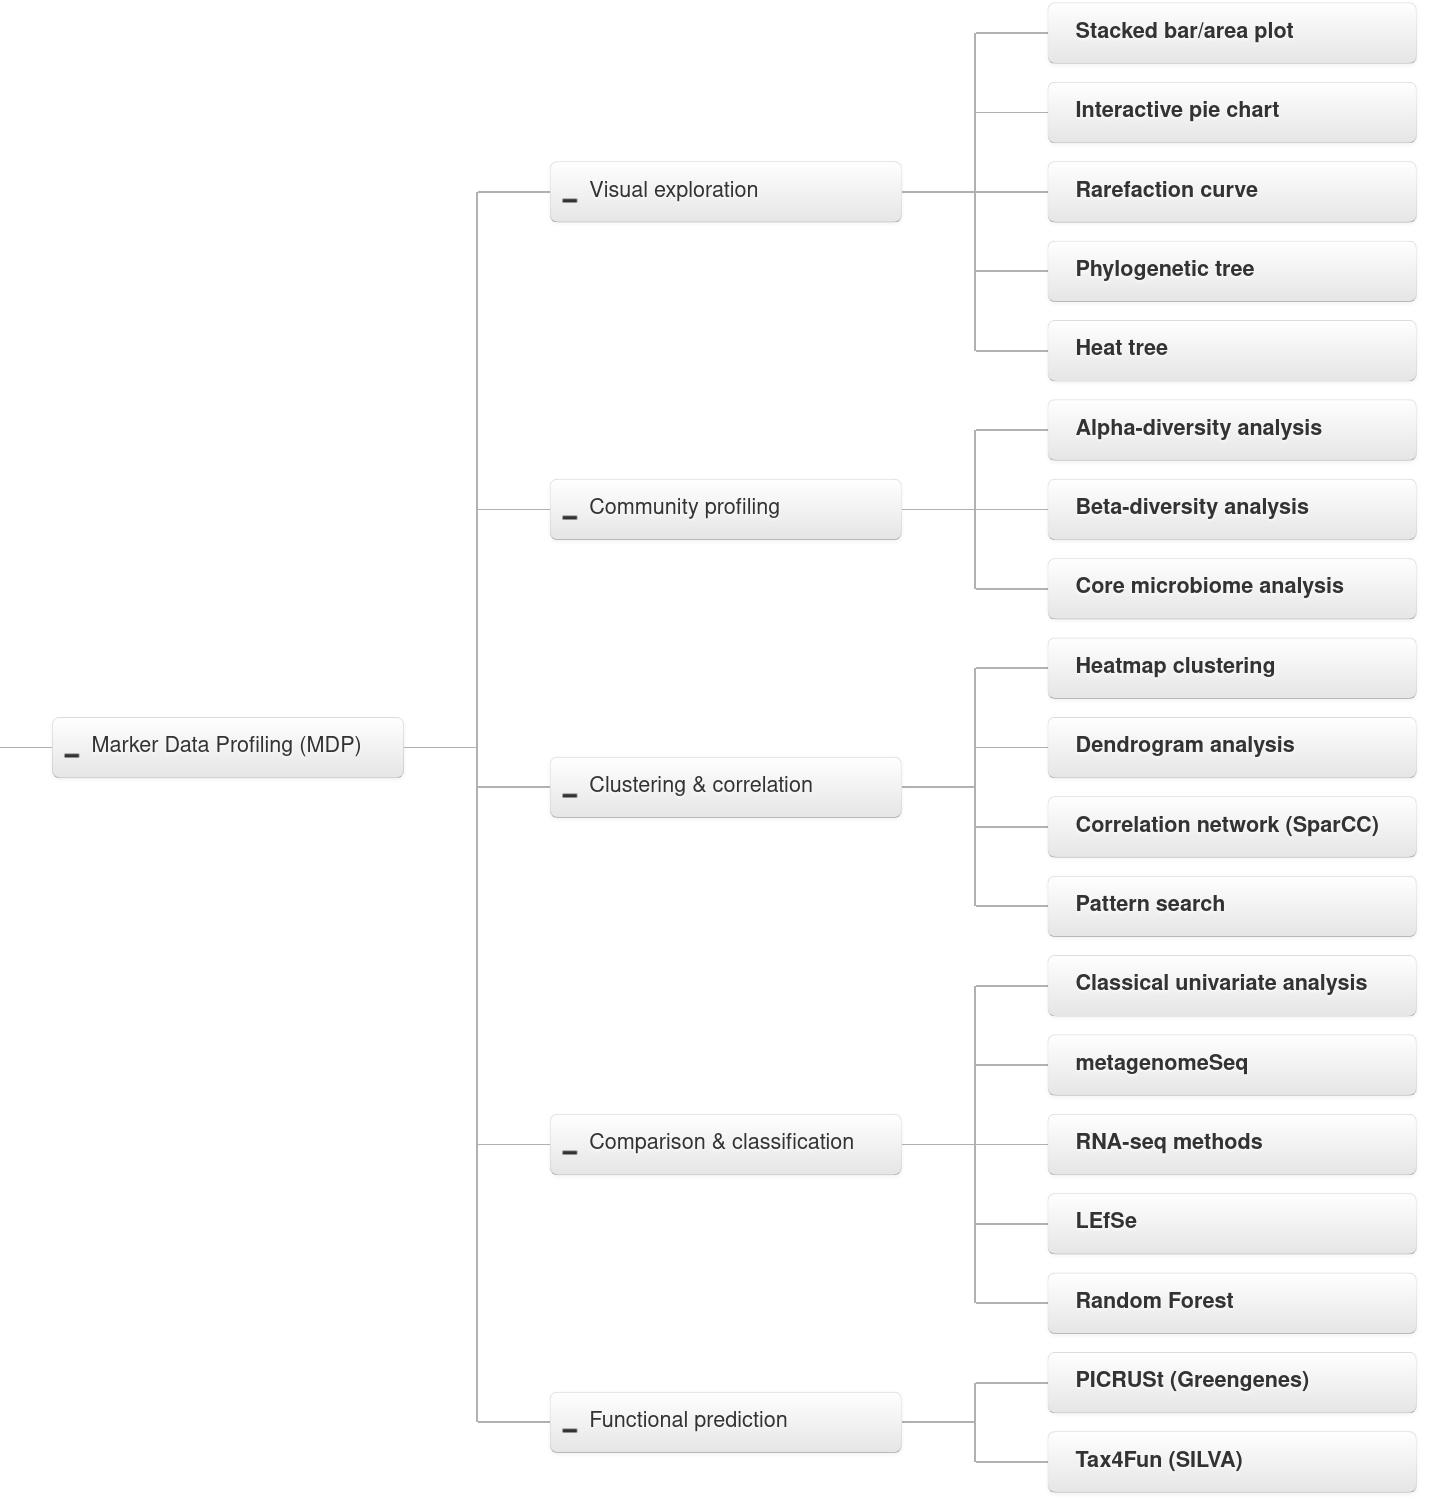 Marker Data Profiling (MDP)
Visual exploration
Stacked bar/area plot
Interactive pie chart
Rarefaction curve
Phylogenetic tree
Heat tree
Community profiling
Alpha-diversity analysis
Beta-diversity analysis
Core microbiome analysis
Clustering & correlation
Heatmap clustering
Dendrogram analysis
Correlation network (SparCC)
Pattern search
Comparison & classification
Classical univariate analysis
metagenomeSeq
RNA-seq methods
LEfSe
Random Forest
Functional prediction
PICRUSt (Greengenes)
Tax4Fun (SILVA)